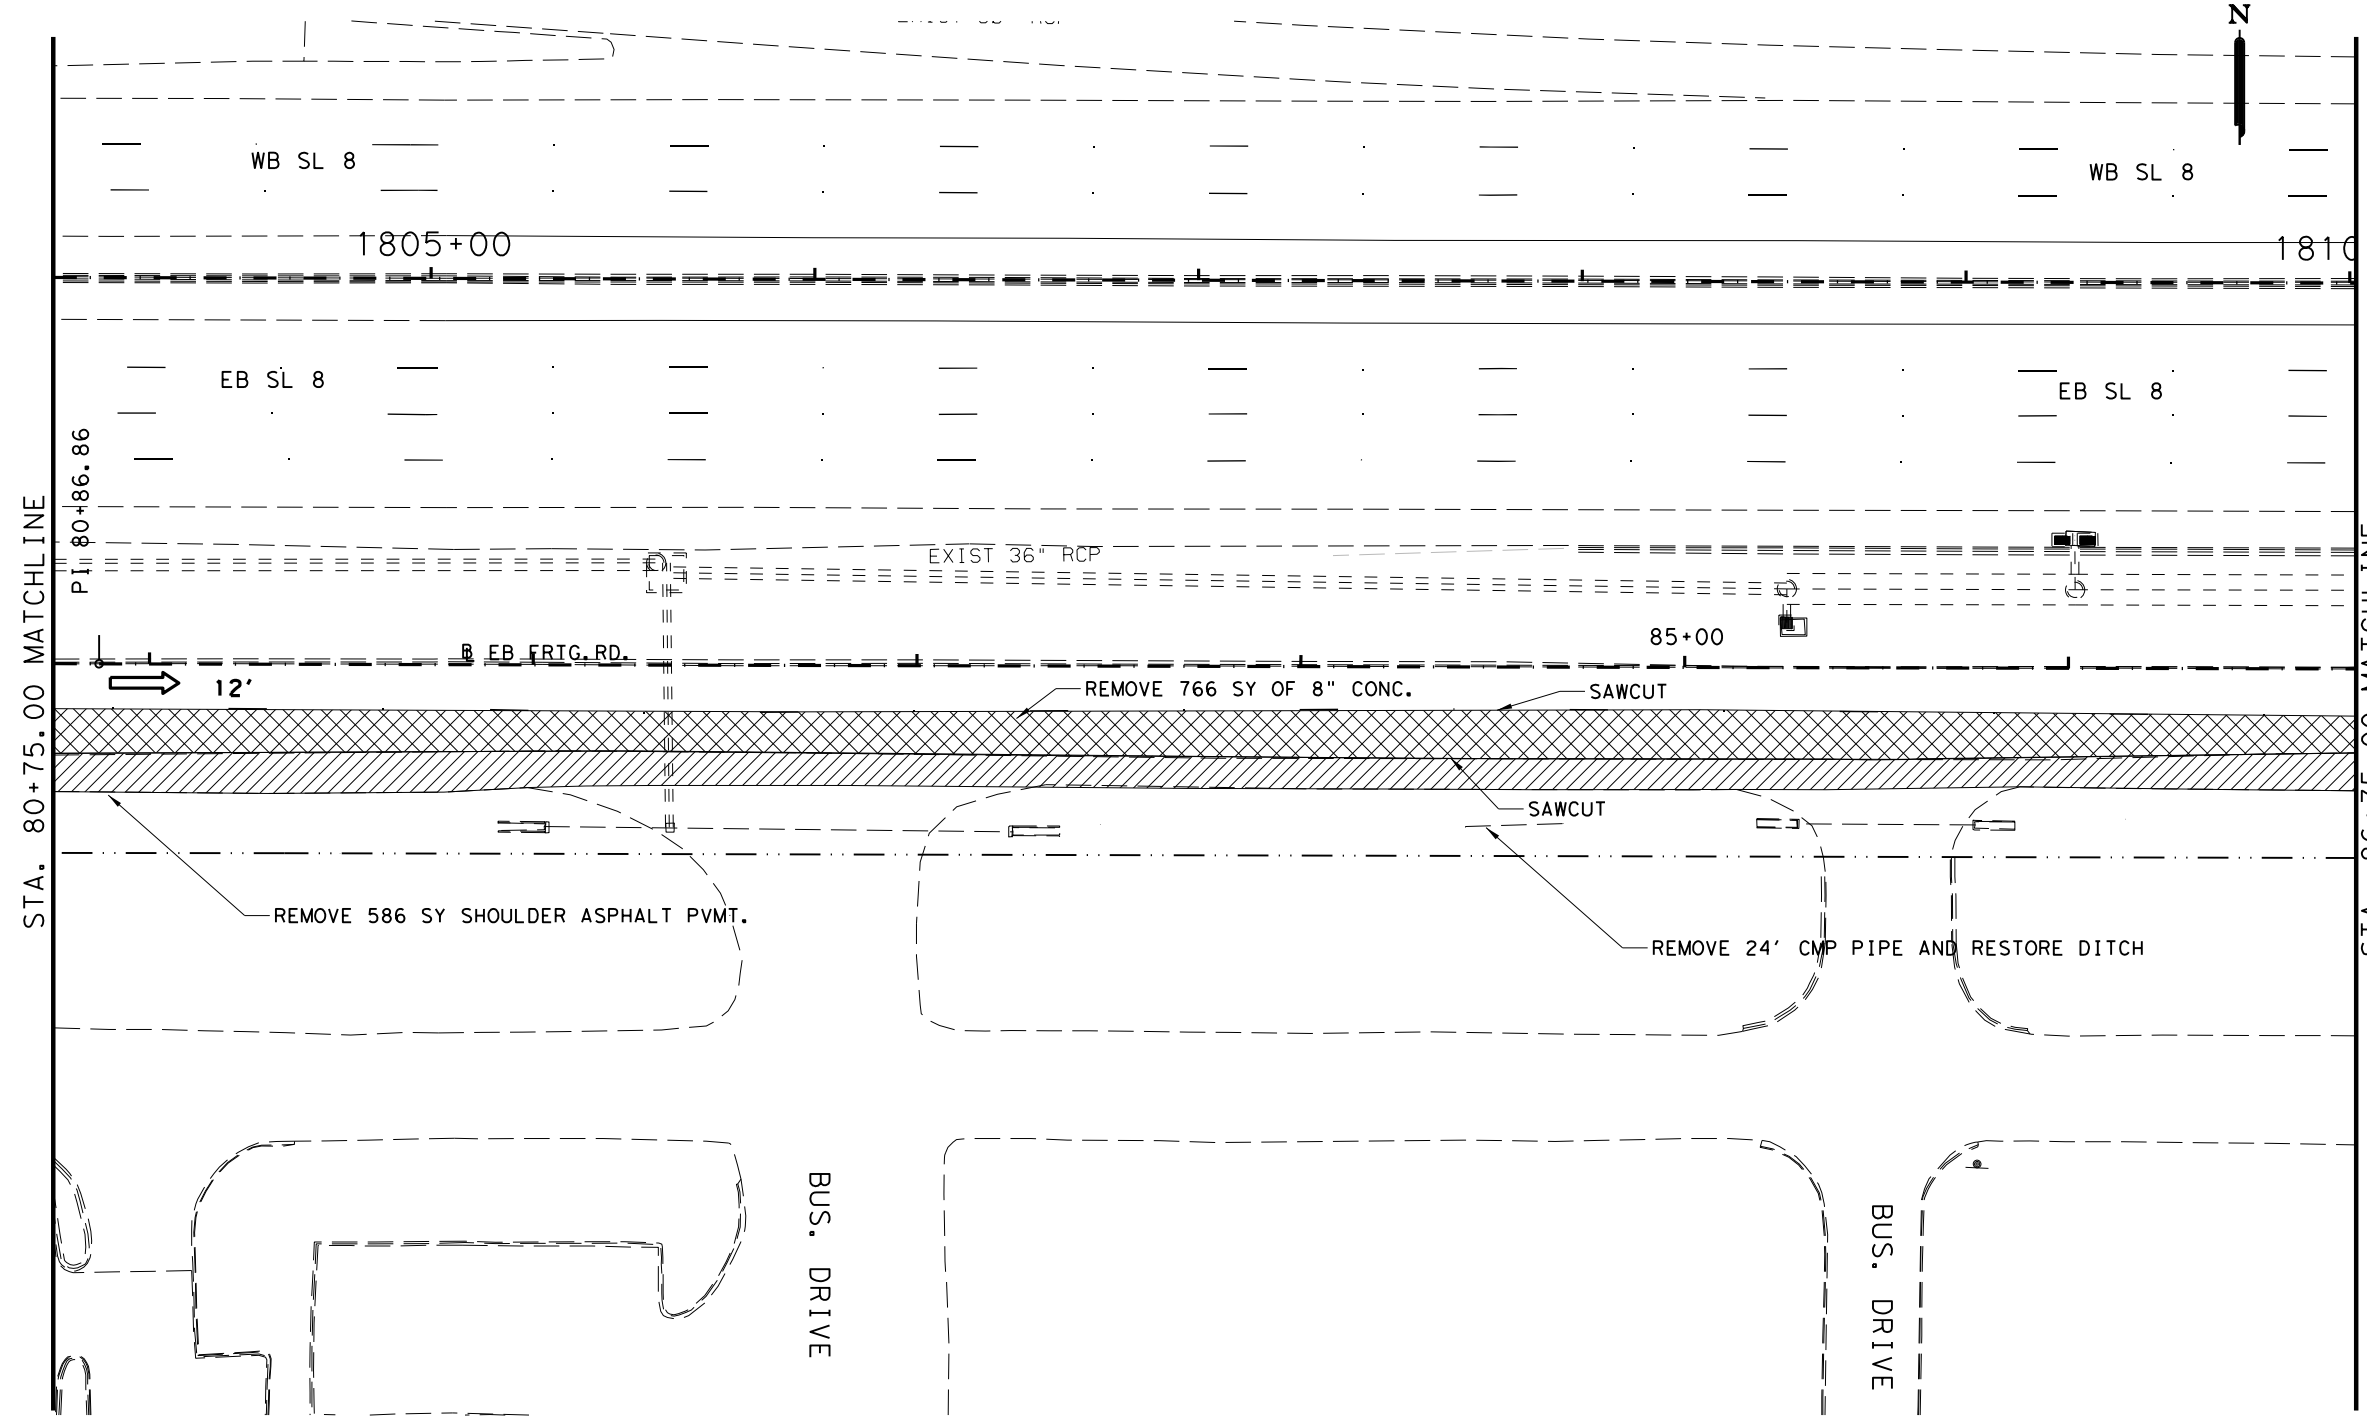 N
WB SL 8
WB SL 8
1805+00
1810
EB SL 8
EB SL 8
PI 80+86.86
STA. 80+75.00 MATCHLINE
EXIST 36" RCP
85+00
B EB FRTG.RD.
12'
REMOVE 766 SY OF 8" CONC.
SAWCUT
SAWCUT
REMOVE 586 SY SHOULDER ASPHALT PVMT.
REMOVE 24' CMP PIPE AND RESTORE DITCH
BUS. DRIVE
BUS. DRIVE